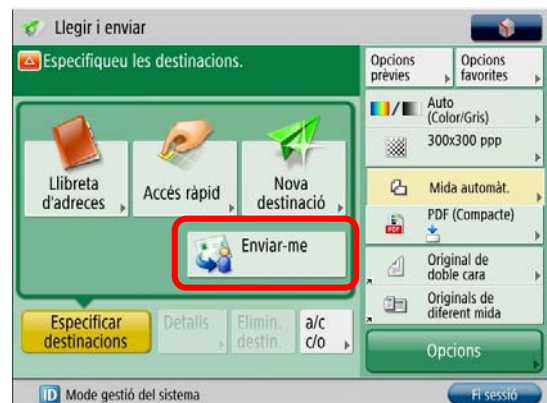 Llegir i enviar
Especifiqueu les destinacions.
Llibreta
d'adreces
Accés ràpid
Nova
destinació
Enviar-me
Especificar
destinacions
Detalls
Elimin.
destin.
a/c
c/o
Opcions
prèvies
Opcions
favorites
Auto
(Color/Gris)
300x300 ppp
Mida automàt.
PDF (Compacte)
Original de
doble cara
Originals de
diferent mida
Opcions
ID Mode gestió del sistema
Fi sessió